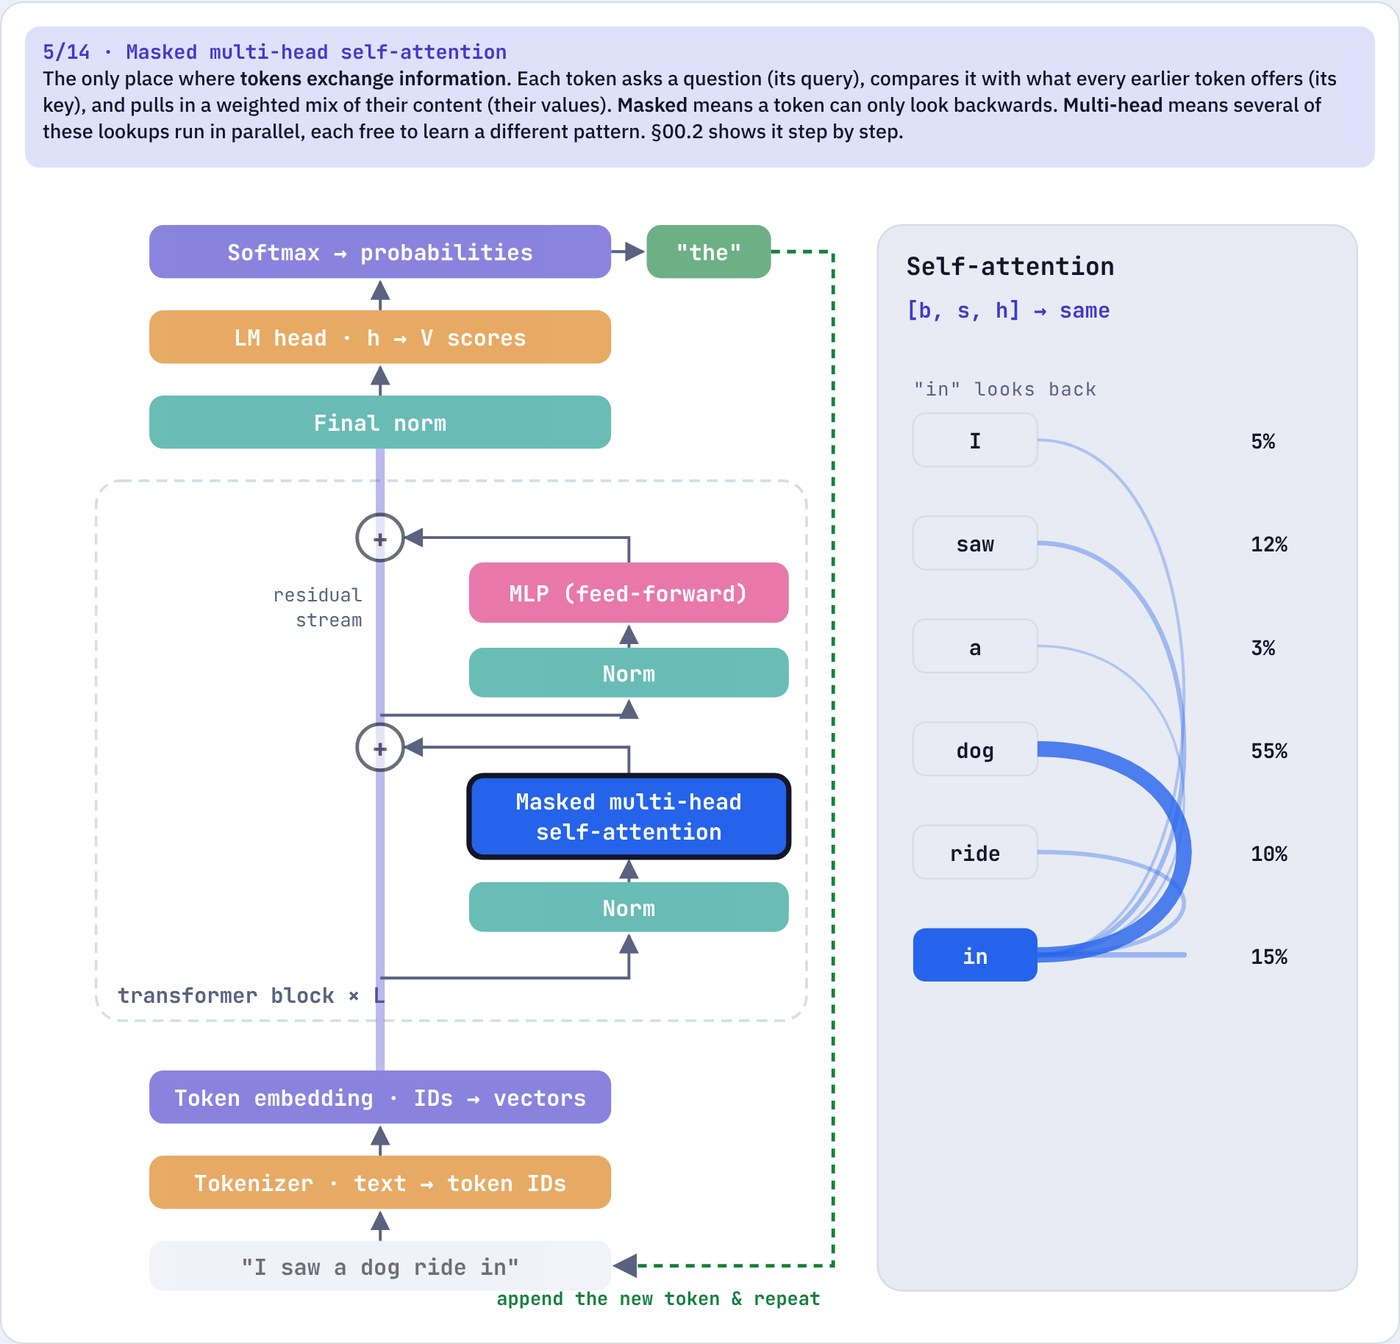 5/14 · Masked multi-head self-attention
The only place where tokens exchange information. Each token asks a question (its query), compares it with what every earlier token offers (its
key), and pulls in a weighted mix of their content (their values). Masked means a token can only look backwards. Multi-head means several of
these lookups run in parallel, each free to learn a different pattern. §00.2 shows it step by step.
Softmax → probabilities
"the"
LM head · h → V scores
Final norm
+
residual
stream
MLP (feed-forward)
Norm
+
Masked multi-head
self-attention
Norm
transformer block × L
Token embedding · IDs → vectors
Tokenizer · text → token IDs
"I saw a dog ride in"
append the new token & repeat
Self-attention
[b, s, h] → same
"in" looks back
I 5%
saw 12%
a 3%
dog 55%
ride 10%
in 15%